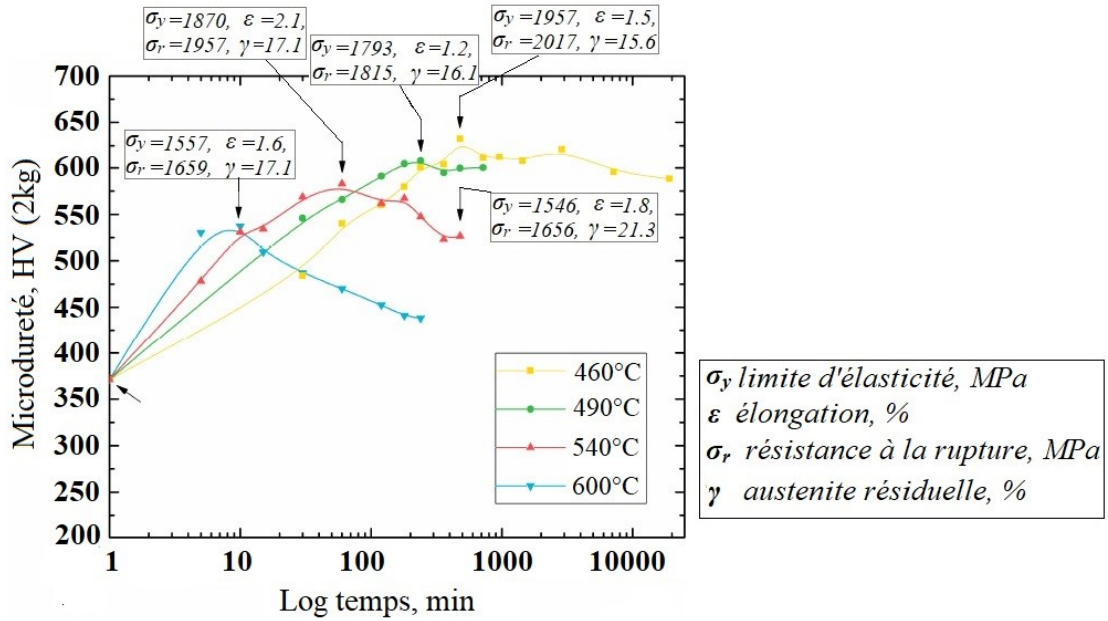 σy=1870, ε=2.1,
σr=1957, γ=17.1
σy=1793, ε=1.2,
σr=1815, γ=16.1
σy=1957, ε=1.5,
σr=2017, γ=15.6
σy=1557, ε=1.6,
σr=1659, γ=17.1
σy=1546, ε=1.8,
σr=1656, γ=21.3
Microdureté, HV (2kg)
700
650
600
550
500
450
400
350
300
250
200
1
10
100
1000
10000
Log temps, min
460°C
490°C
540°C
600°C
σy limite d'élasticité, MPa
ε élongation, %
σr résistance à la rupture, MPa
γ austenite résiduelle, %